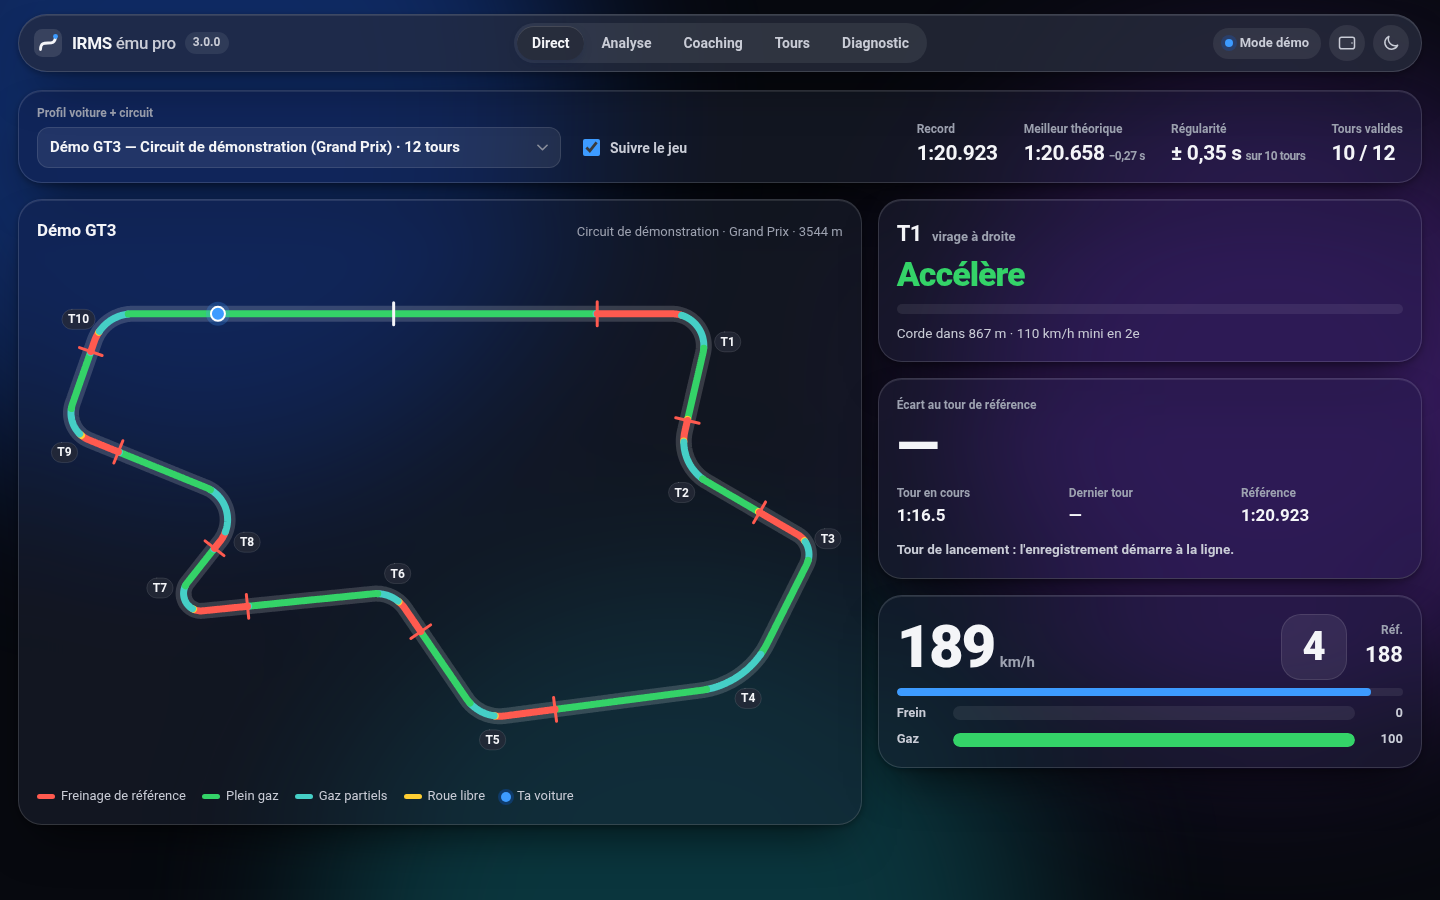 IRMS ému pro 3.0.0
Direct Analyse Coaching Tours Diagnostic
Mode démo
Profil voiture + circuit
Démo GT3 — Circuit de démonstration (Grand Prix) · 12 tours
Suivre le jeu
Record
1:20.923
Meilleur théorique
1:20.658 −0,27 s
Régularité
± 0,35 s sur 10 tours
Tours valides
10 / 12
Démo GT3
Circuit de démonstration · Grand Prix · 3544 m
T10
T1
T9
T2
T8
T3
T7
T6
T4
T5
Freinage de référence
Plein gaz
Gaz partiels
Roue libre
Ta voiture
T1 virage à droite
Accélère
Corde dans 867 m · 110 km/h mini en 2e
Écart au tour de référence
—
Tour en cours
1:16.5
Dernier tour
—
Référence
1:20.923
Tour de lancement : l'enregistrement démarre à la ligne.
189 km/h
4
Réf.
188
Frein 0
Gaz 100